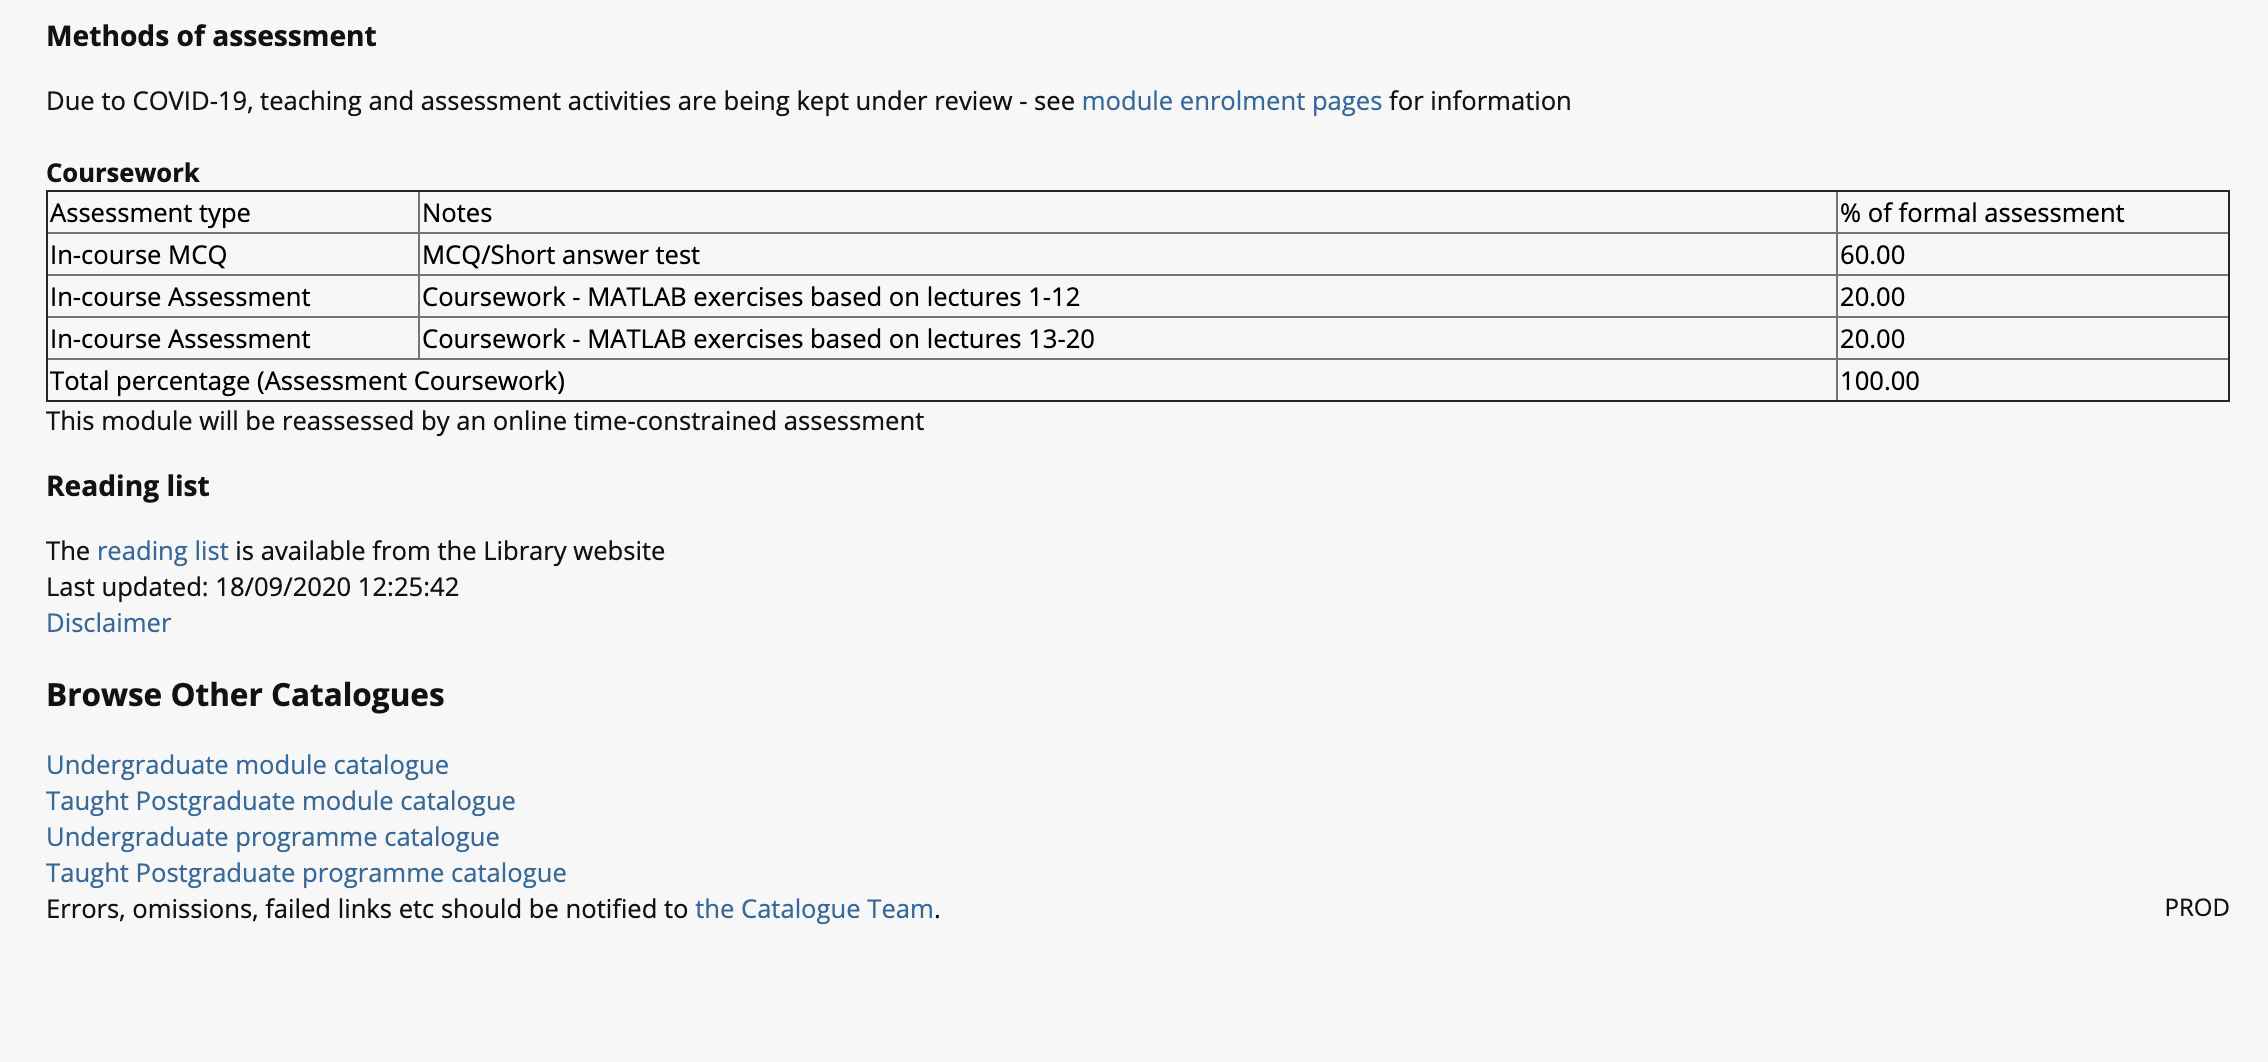 Methods of assessment
Due to COVID-19, teaching and assessment activities are being kept under review - see module enrolment pages for information
Coursework
Assessment type Notes % of formal assessment
In-course MCQ MCQ/Short answer test 60.00
In-course Assessment Coursework - MATLAB exercises based on lectures 1-12 20.00
In-course Assessment Coursework - MATLAB exercises based on lectures 13-20 20.00
Total percentage (Assessment Coursework) 100.00
This module will be reassessed by an online time-constrained assessment
Reading list
The reading list is available from the Library website
Last updated: 18/09/2020 12:25:42
Disclaimer
Browse Other Catalogues
Undergraduate module catalogue
Taught Postgraduate module catalogue
Undergraduate programme catalogue
Taught Postgraduate programme catalogue
Errors, omissions, failed links etc should be notified to the Catalogue Team. PROD